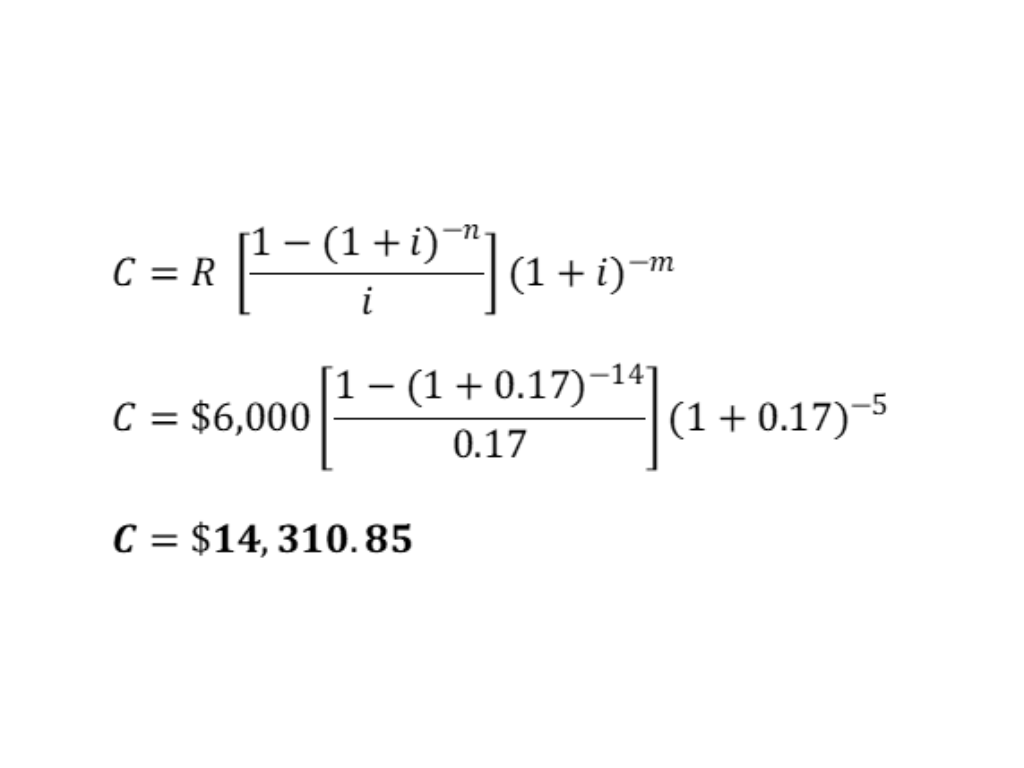 C = R [1 − (1 + i)⁻ⁿ / i] (1 + i)⁻ᵐ
C = $6,000 [1 − (1 + 0.17)⁻¹⁴ / 0.17] (1 + 0.17)⁻⁵
C = $14,310.85